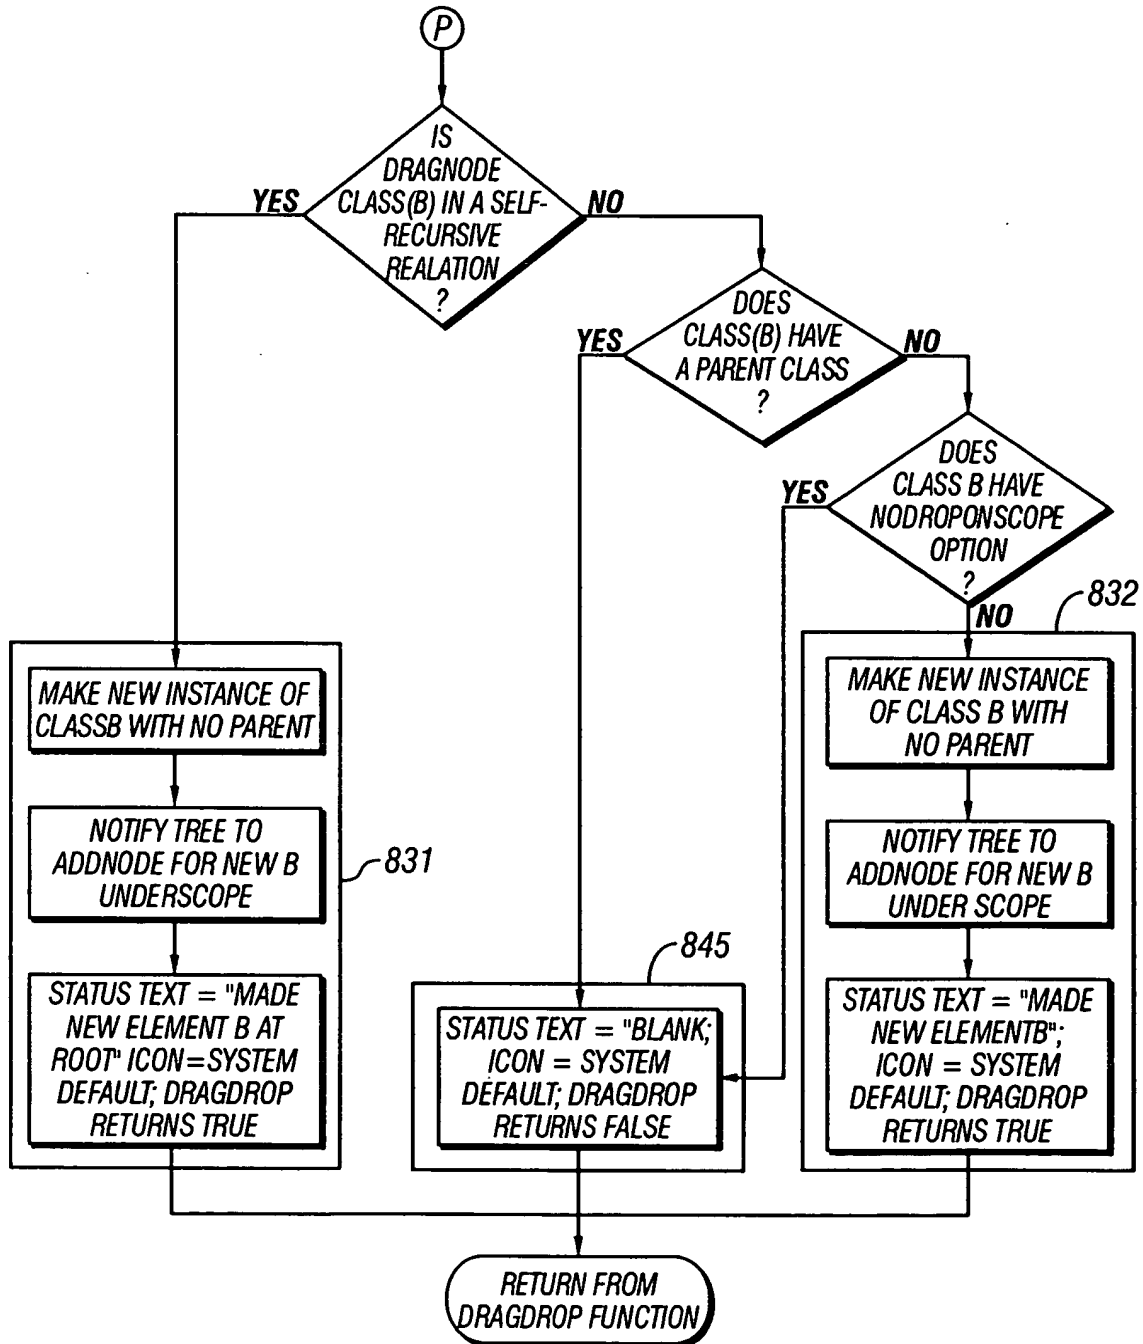 P
IS
DRAGNODE
CLASS(B) IN A SELF-
RECURSIVE
REALATION
?
YES
NO
DOES
CLASS(B) HAVE
A PARENT CLASS
?
YES
NO
DOES
CLASS B HAVE
NODROPONSCOPE
OPTION
?
YES
NO
832
MAKE NEW INSTANCE OF
CLASSB WITH NO PARENT
NOTIFY TREE TO
ADDNODE FOR NEW B
UNDERSCOPE
STATUS TEXT = "MADE
NEW ELEMENT B AT
ROOT" ICON=SYSTEM
DEFAULT; DRAGDROP
RETURNS TRUE
831
845
STATUS TEXT = "BLANK;
ICON = SYSTEM
DEFAULT; DRAGDROP
RETURNS FALSE
MAKE NEW INSTANCE
OF CLASS B WITH
NO PARENT
NOTIFY TREE TO
ADDNODE FOR NEW B
UNDER SCOPE
STATUS TEXT = "MADE
NEW ELEMENTB";
ICON = SYSTEM
DEFAULT; DRAGDROP
RETURNS TRUE
RETURN FROM
DRAGDROP FUNCTION